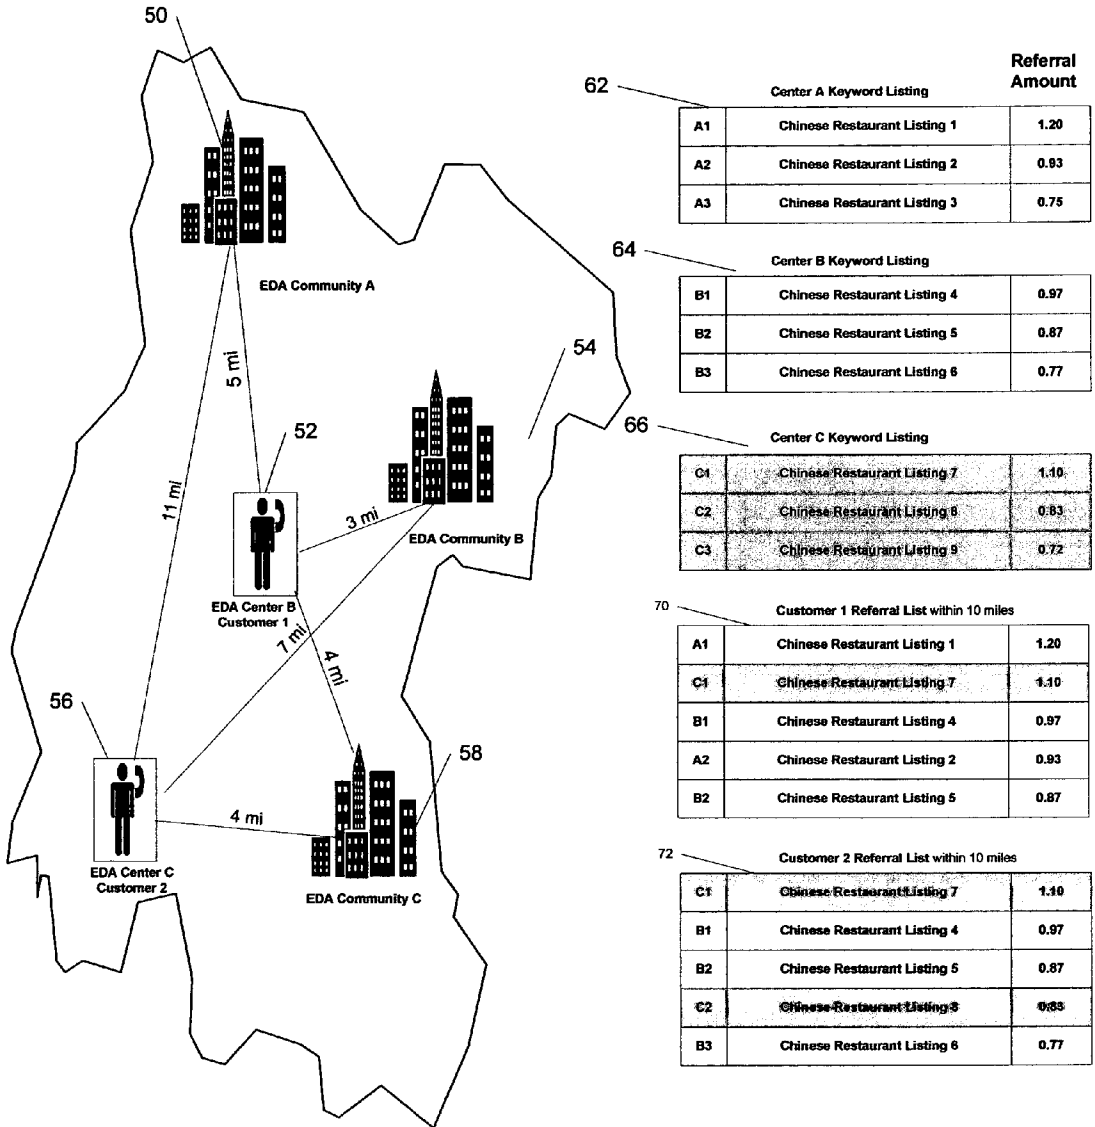 50
EDA Community A
5 mi
11 mi
54
52
3 mi
EDA Community B
EDA Center B
Customer 1
7 mi
4 mi
56
58
4 mi
EDA Center C
Customer 2
EDA Community C
Referral
Amount
62
Center A Keyword Listing
A1 Chinese Restaurant Listing 1 1.20
A2 Chinese Restaurant Listing 2 0.93
A3 Chinese Restaurant Listing 3 0.75
64
Center B Keyword Listing
B1 Chinese Restaurant Listing 4 0.97
B2 Chinese Restaurant Listing 5 0.87
B3 Chinese Restaurant Listing 6 0.77
66
Center C Keyword Listing
C1 Chinese Restaurant Listing 7 1.10
C2 Chinese Restaurant Listing 8 0.83
C3 Chinese Restaurant Listing 9 0.72
70
Customer 1 Referral List within 10 miles
A1 Chinese Restaurant Listing 1 1.20
C1 Chinese Restaurant Listing 7 1.10
B1 Chinese Restaurant Listing 4 0.97
A2 Chinese Restaurant Listing 2 0.93
B2 Chinese Restaurant Listing 5 0.87
72
Customer 2 Referral List within 10 miles
C1 Chinese Restaurant Listing 7 1.10
B1 Chinese Restaurant Listing 4 0.97
B2 Chinese Restaurant Listing 5 0.87
C2 Chinese Restaurant Listing 8 0.83
B3 Chinese Restaurant Listing 6 0.77